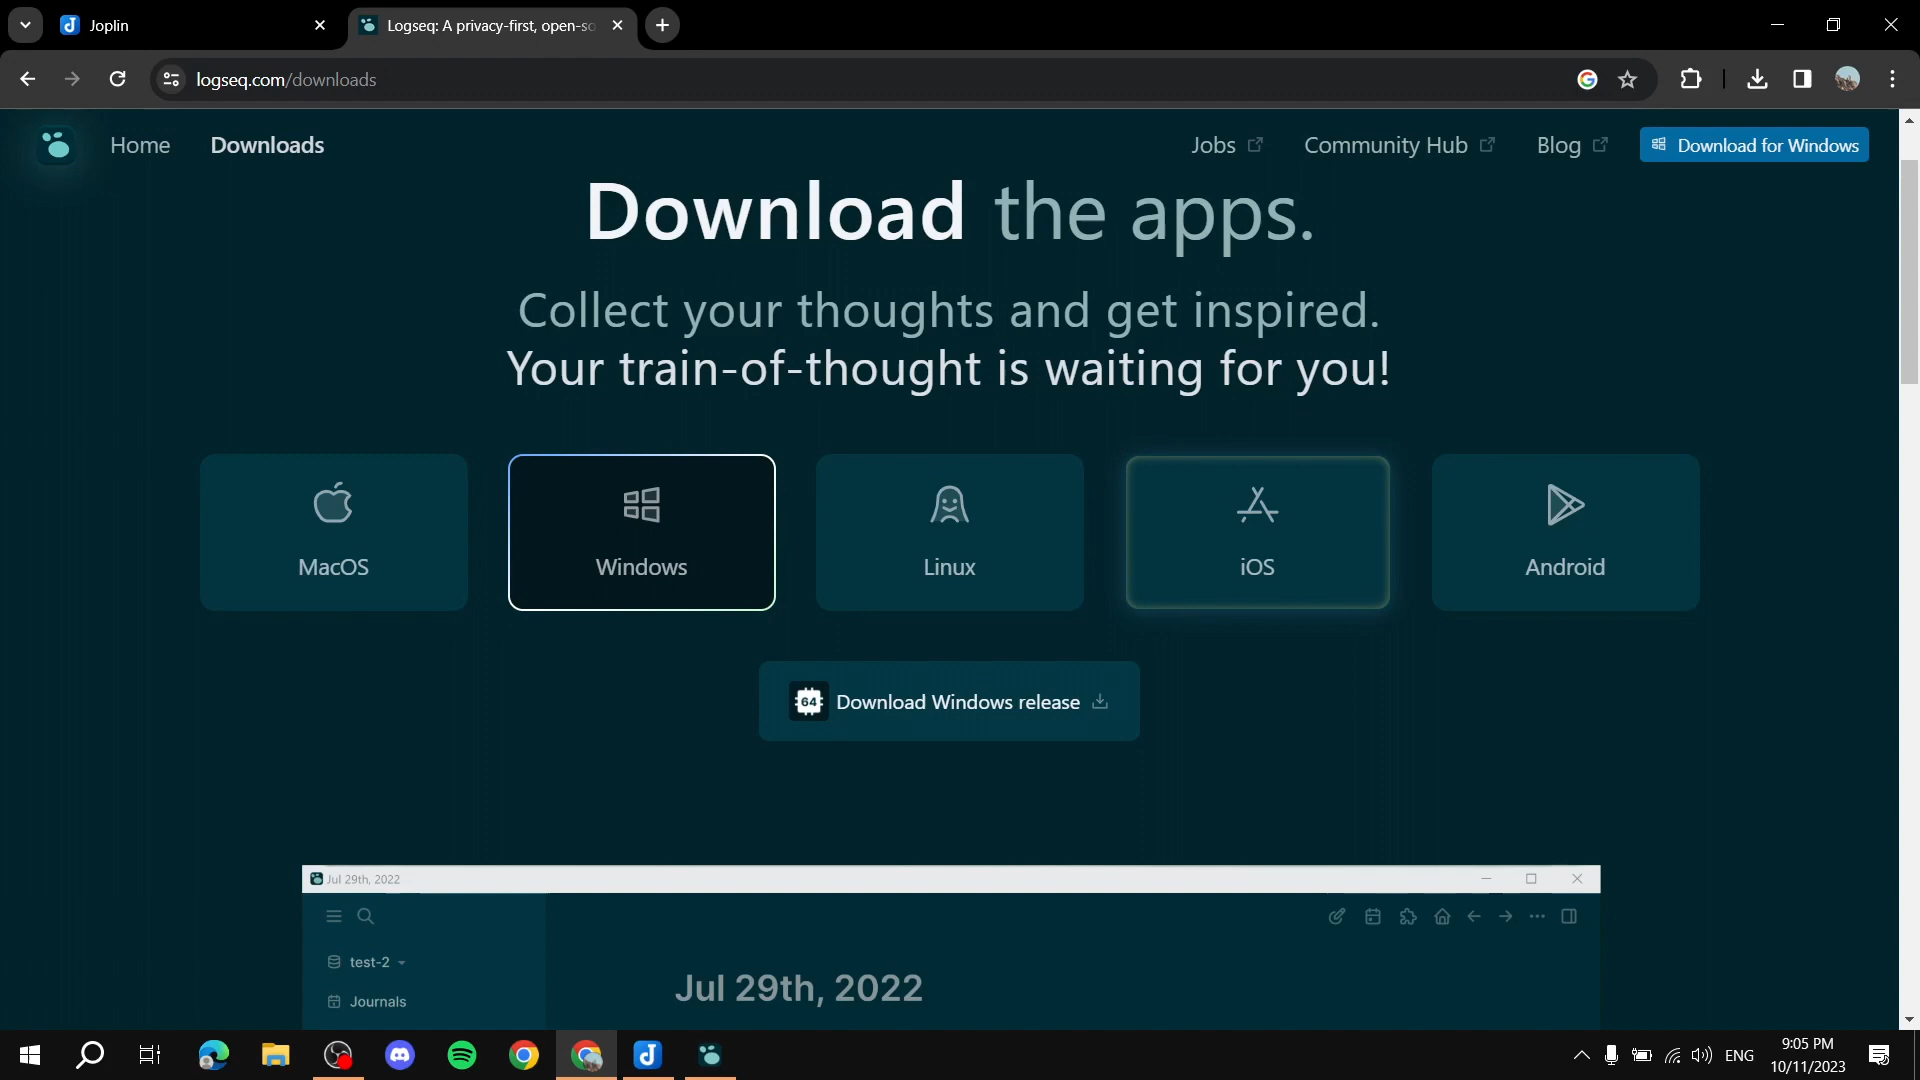 Joplin
Logseq: A privacy-first, open-so
logseq.com/downloads
Home
Downloads
Jobs
Community Hub
Blog
Download for Windows
Download the apps.
Collect your thoughts and get inspired.
Your train-of-thought is waiting for you!
MacOS
Windows
Linux
iOS
Android
64
Download Windows release
Jul 29th, 2022
test-2
Jul 29th, 2022
Journals
ENG
9:05 PM
10/11/2023